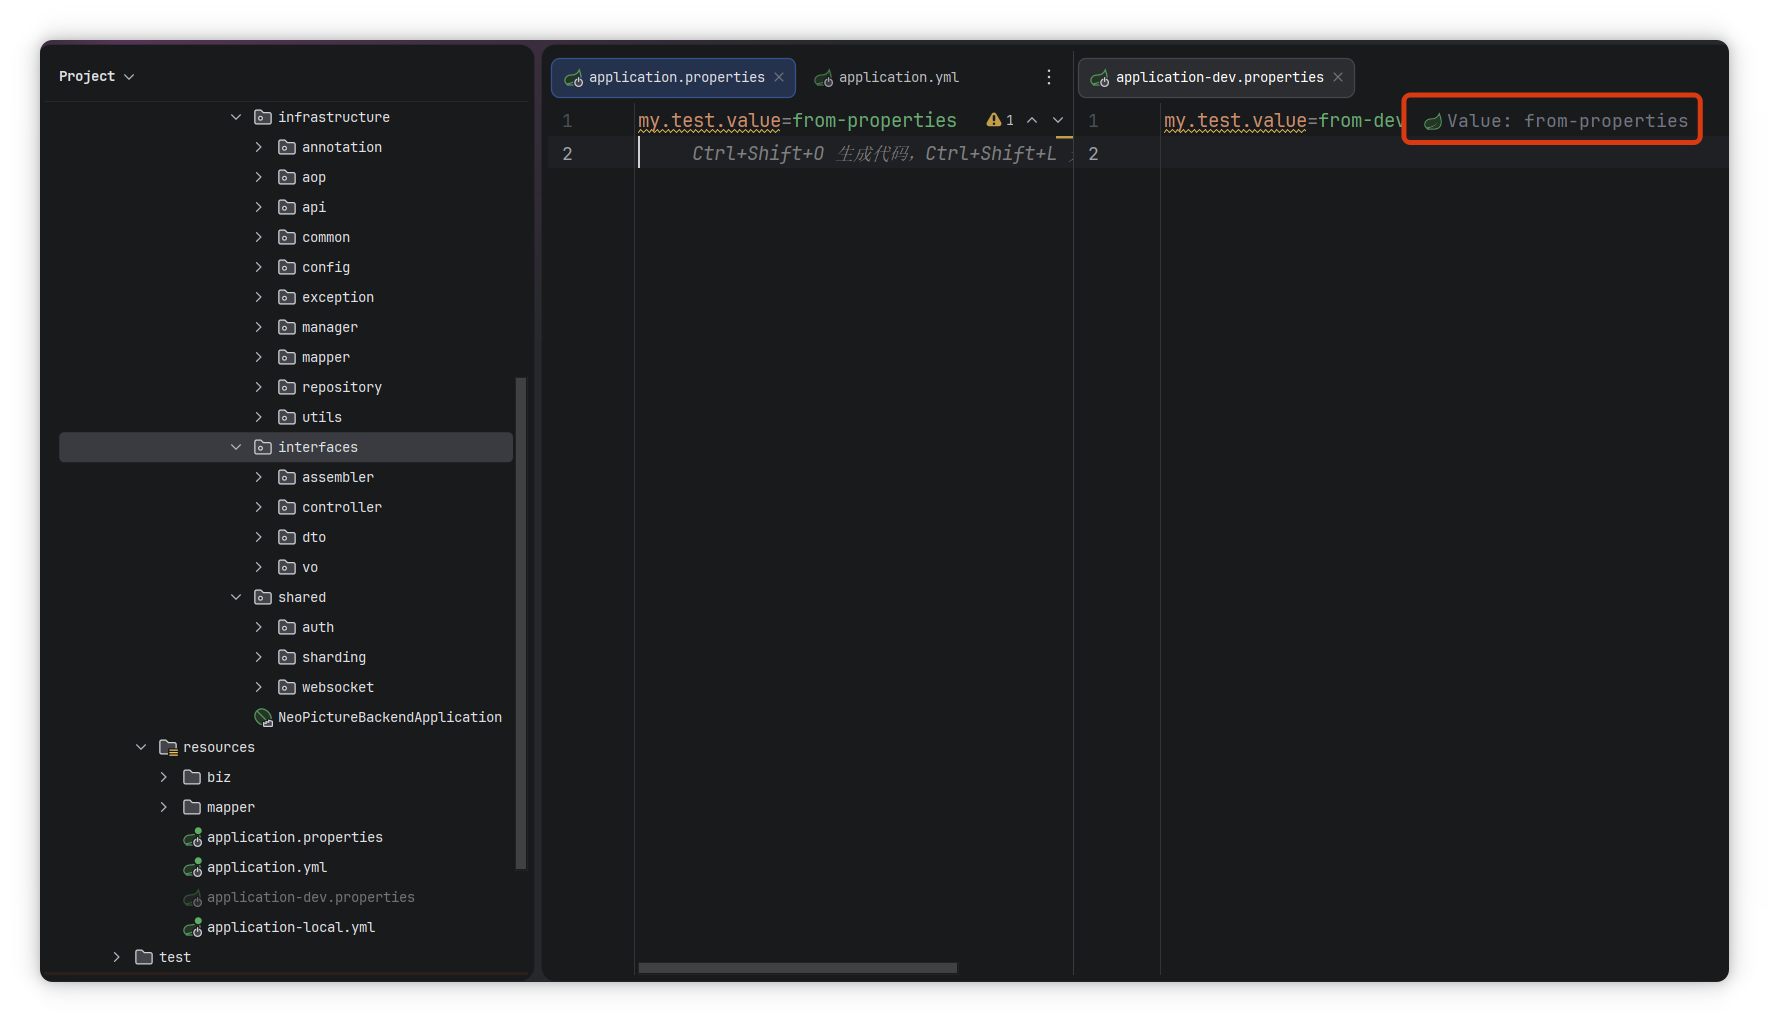 Project
infrastructure
annotation
aop
api
common
config
exception
manager
mapper
repository
utils
interfaces
assembler
controller
dto
vo
shared
auth
sharding
websocket
NeoPictureBackendApplication
resources
biz
mapper
application.properties
application.yml
application-dev.properties
application-local.yml
test
application.properties
application.yml
1 my.test.value=from-properties
1
2 Ctrl+Shift+O 生成代码，Ctrl+Shift+L
application-dev.properties
1 my.test.value=from-dev Value: from-properties
2